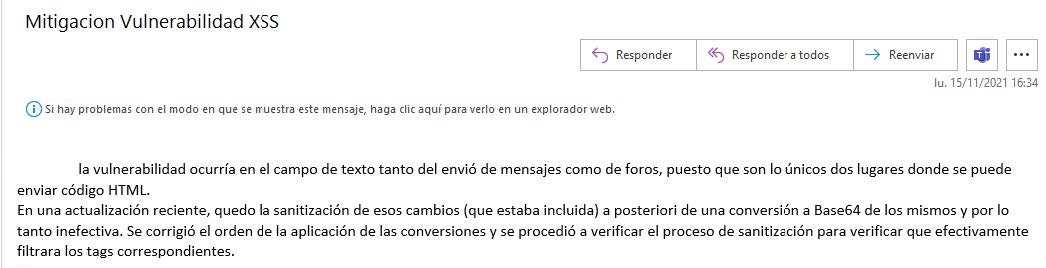 Mitigacion Vulnerabilidad XSS
Responder Responder a todos Reenviar
lu. 15/11/2021 16:34
Si hay problemas con el modo en que se muestra este mensaje, haga clic aquí para verlo en un explorador web.
la vulnerabilidad ocurría en el campo de texto tanto del envió de mensajes como de foros, puesto que son lo únicos dos lugares donde se puede
enviar código HTML.
En una actualización reciente, quedo la sanitización de esos cambios (que estaba incluida) a posteriori de una conversión a Base64 de los mismos y por lo
tanto inefectiva. Se corrigió el orden de la aplicación de las conversiones y se procedió a verificar el proceso de sanitización para verificar que efectivamente
filtrara los tags correspondientes.